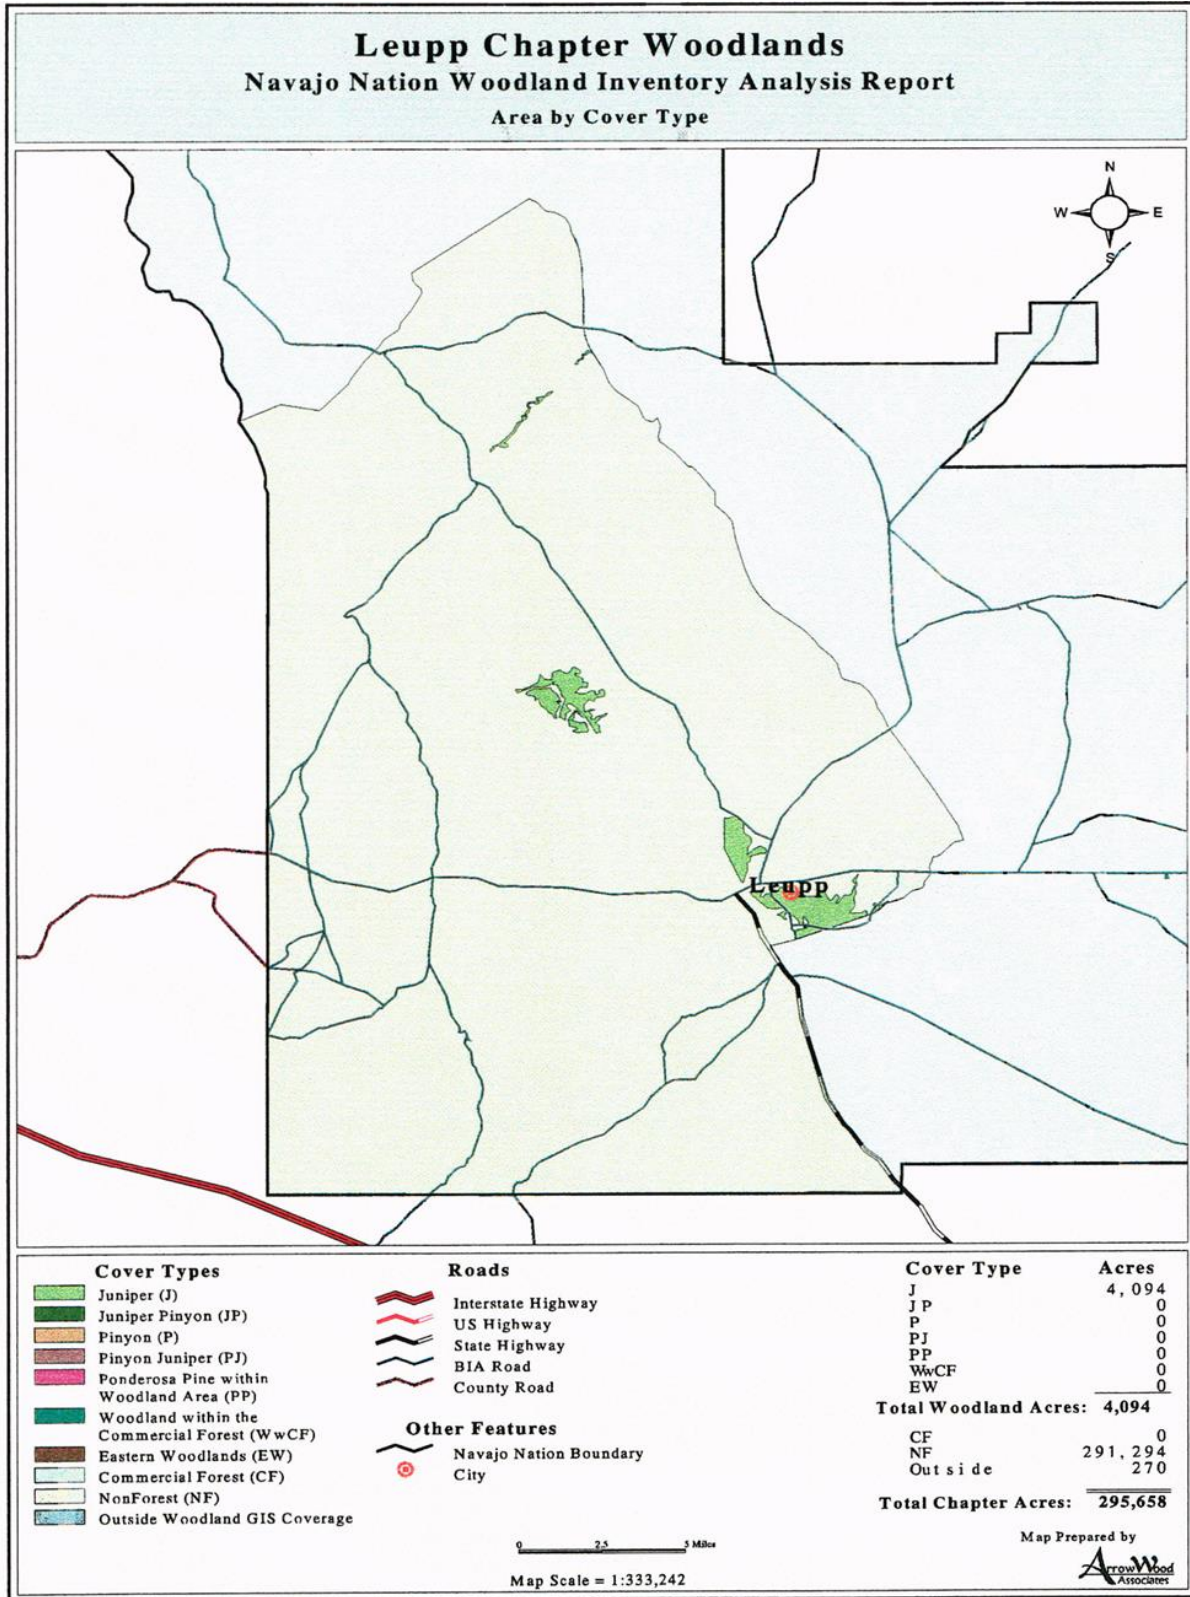 Leupp Chapter Woodlands
Navajo Nation Woodland Inventory Analysis Report
Area by Cover Type
N
W E
S
Leupp
Cover Types
Juniper (J)
Juniper Pinyon (JP)
Pinyon (P)
Pinyon Juniper (PJ)
Ponderosa Pine within
Woodland Area (PP)
Woodland within the
Commercial Forest (WwCF)
Eastern Woodlands (EW)
Commercial Forest (CF)
NonForest (NF)
Outside Woodland GIS Coverage
Roads
Interstate Highway
US Highway
State Highway
BIA Road
County Road
Other Features
Navajo Nation Boundary
City
0 2.5 5 Miles
Map Scale = 1:333,242
Cover Type Acres
J 4,094
JP 0
P 0
PJ 0
PP 0
WwCF 0
EW 0
Total Woodland Acres: 4,094
CF 0
NF 291,294
Outside 270
Total Chapter Acres: 295,658
Map Prepared by
ArrowWood
Associates